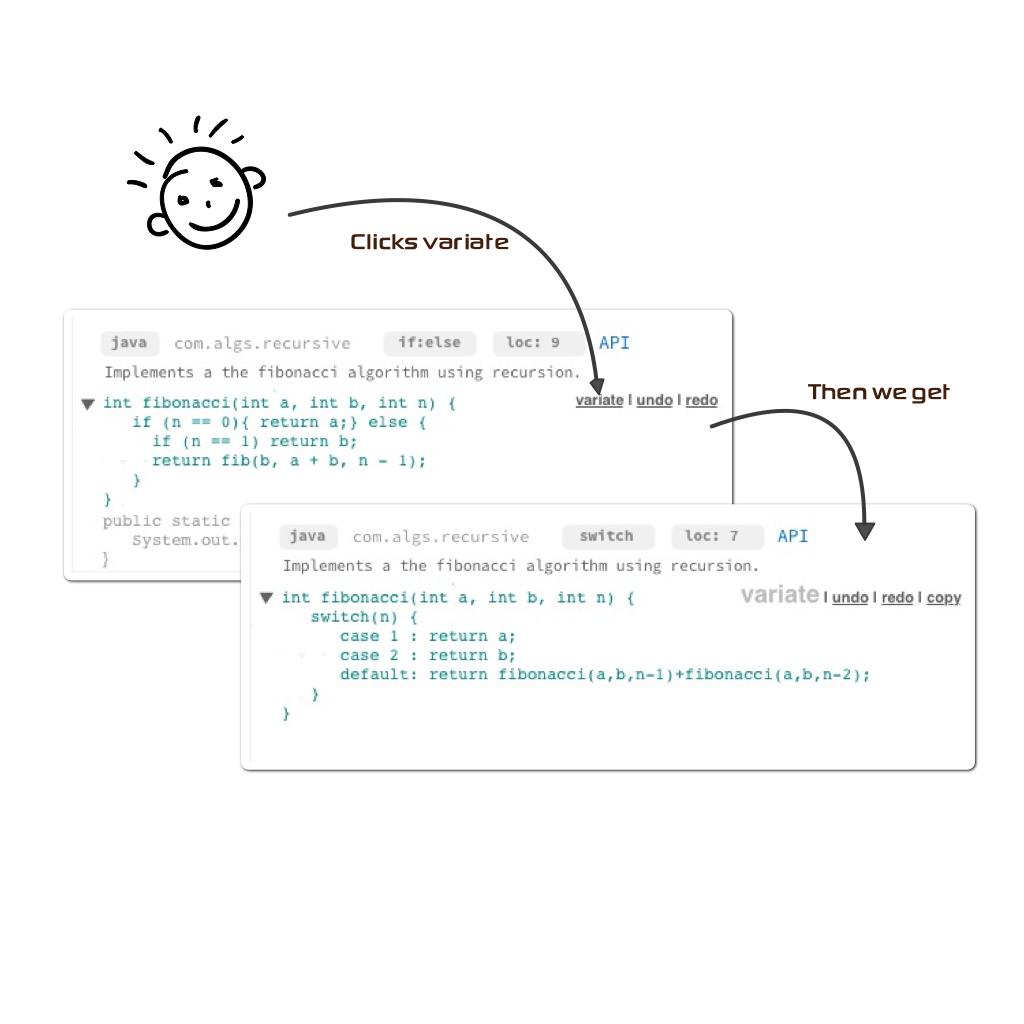 Clicks variate
java com.algs.recursive if:else loc: 9 API
Implements a the fibonacci algorithm using recursion.
variate | undo | redo
int fibonacci(int a, int b, int n) {
if (n == 0){ return a;} else {
if (n == 1) return b;
return fib(b, a + b, n - 1);
}
}
public static
System.out.
}
Then we get
java com.algs.recursive switch loc: 7 API
Implements a the fibonacci algorithm using recursion.
variate | undo | redo | copy
int fibonacci(int a, int b, int n) {
switch(n) {
case 1 : return a;
case 2 : return b;
default: return fibonacci(a,b,n-1)+fibonacci(a,b,n-2);
}
}